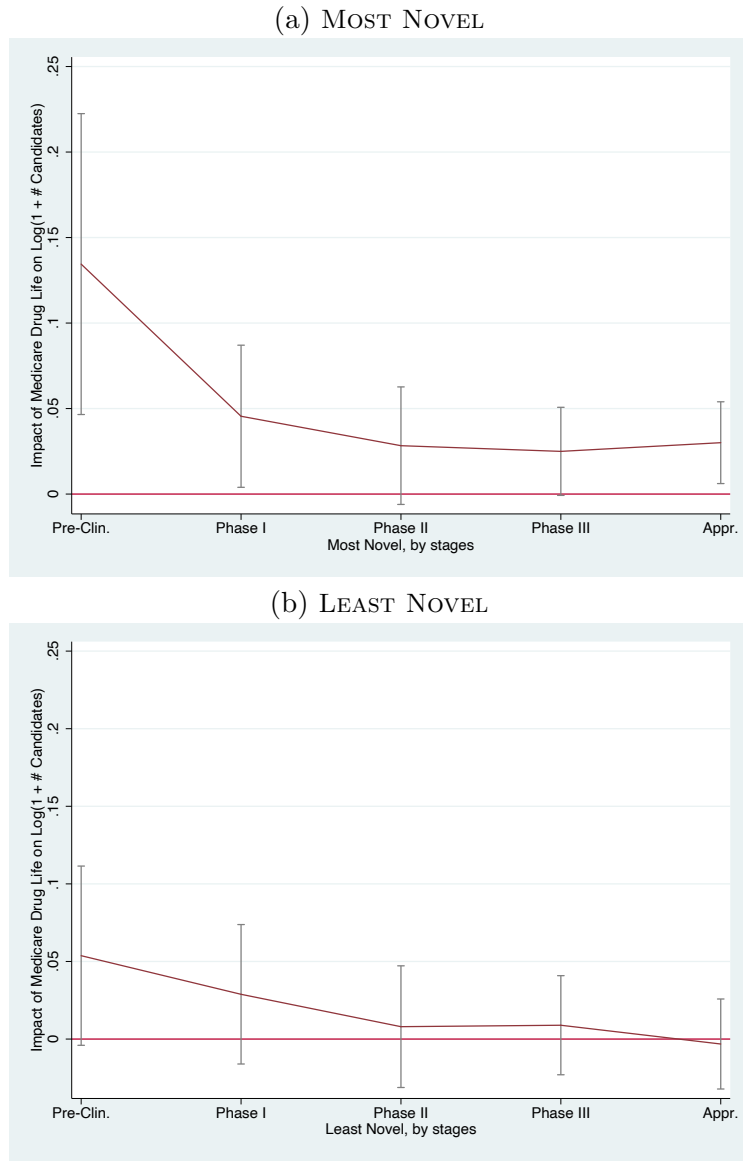 (a) Most Novel
Impact of Medicare Drug Life on Log(1 + # Candidates)
.25
.2
.15
.1
.05
0
Pre-Clin. Phase I Phase II Phase III Appr.
Most Novel, by stages
(b) Least Novel
Impact of Medicare Drug Life on Log(1 + # Candidates)
.25
.2
.15
.1
.05
0
Pre-Clin. Phase I Phase II Phase III Appr.
Least Novel, by stages